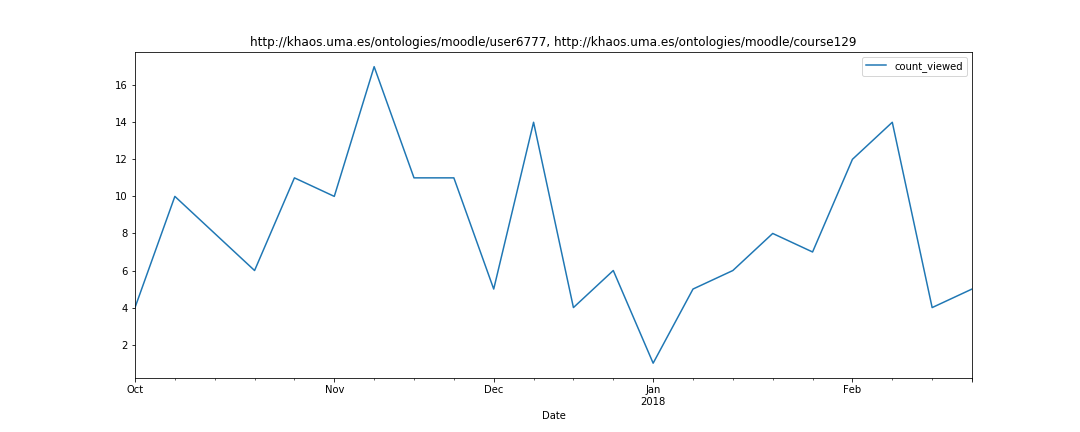 http://khaos.uma.es/ontologies/moodle/user6777, http://khaos.uma.es/ontologies/moodle/course129
count_viewed
16
14
12
10
8
6
4
2
Oct
Nov
Dec
Jan
2018
Feb
Date